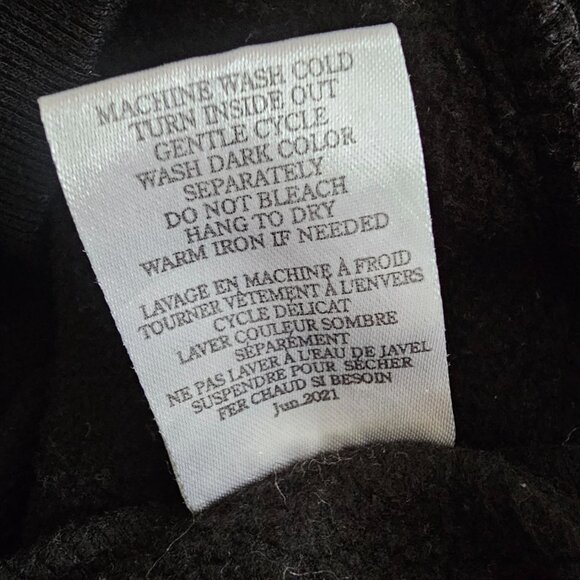 MACHINE WASH COLD
TURN INSIDE OUT
GENTLE CYCLE
WASH DARK COLOR
SEPARATELY
DO NOT BLEACH
HANG TO DRY
WARM IRON IF NEEDED
LAVAGE EN MACHINE À FROID
TOURNER VÊTEMENT À L'ENVERS
CYCLE DÉLICAT
LAVER COULEUR SOMBRE
SÉPARÉMENT
NE PAS LAVER À L'EAU DE JAVEL
SUSPENDRE POUR SÉCHER
FER CHAUD SI BESOIN
Jun.2021